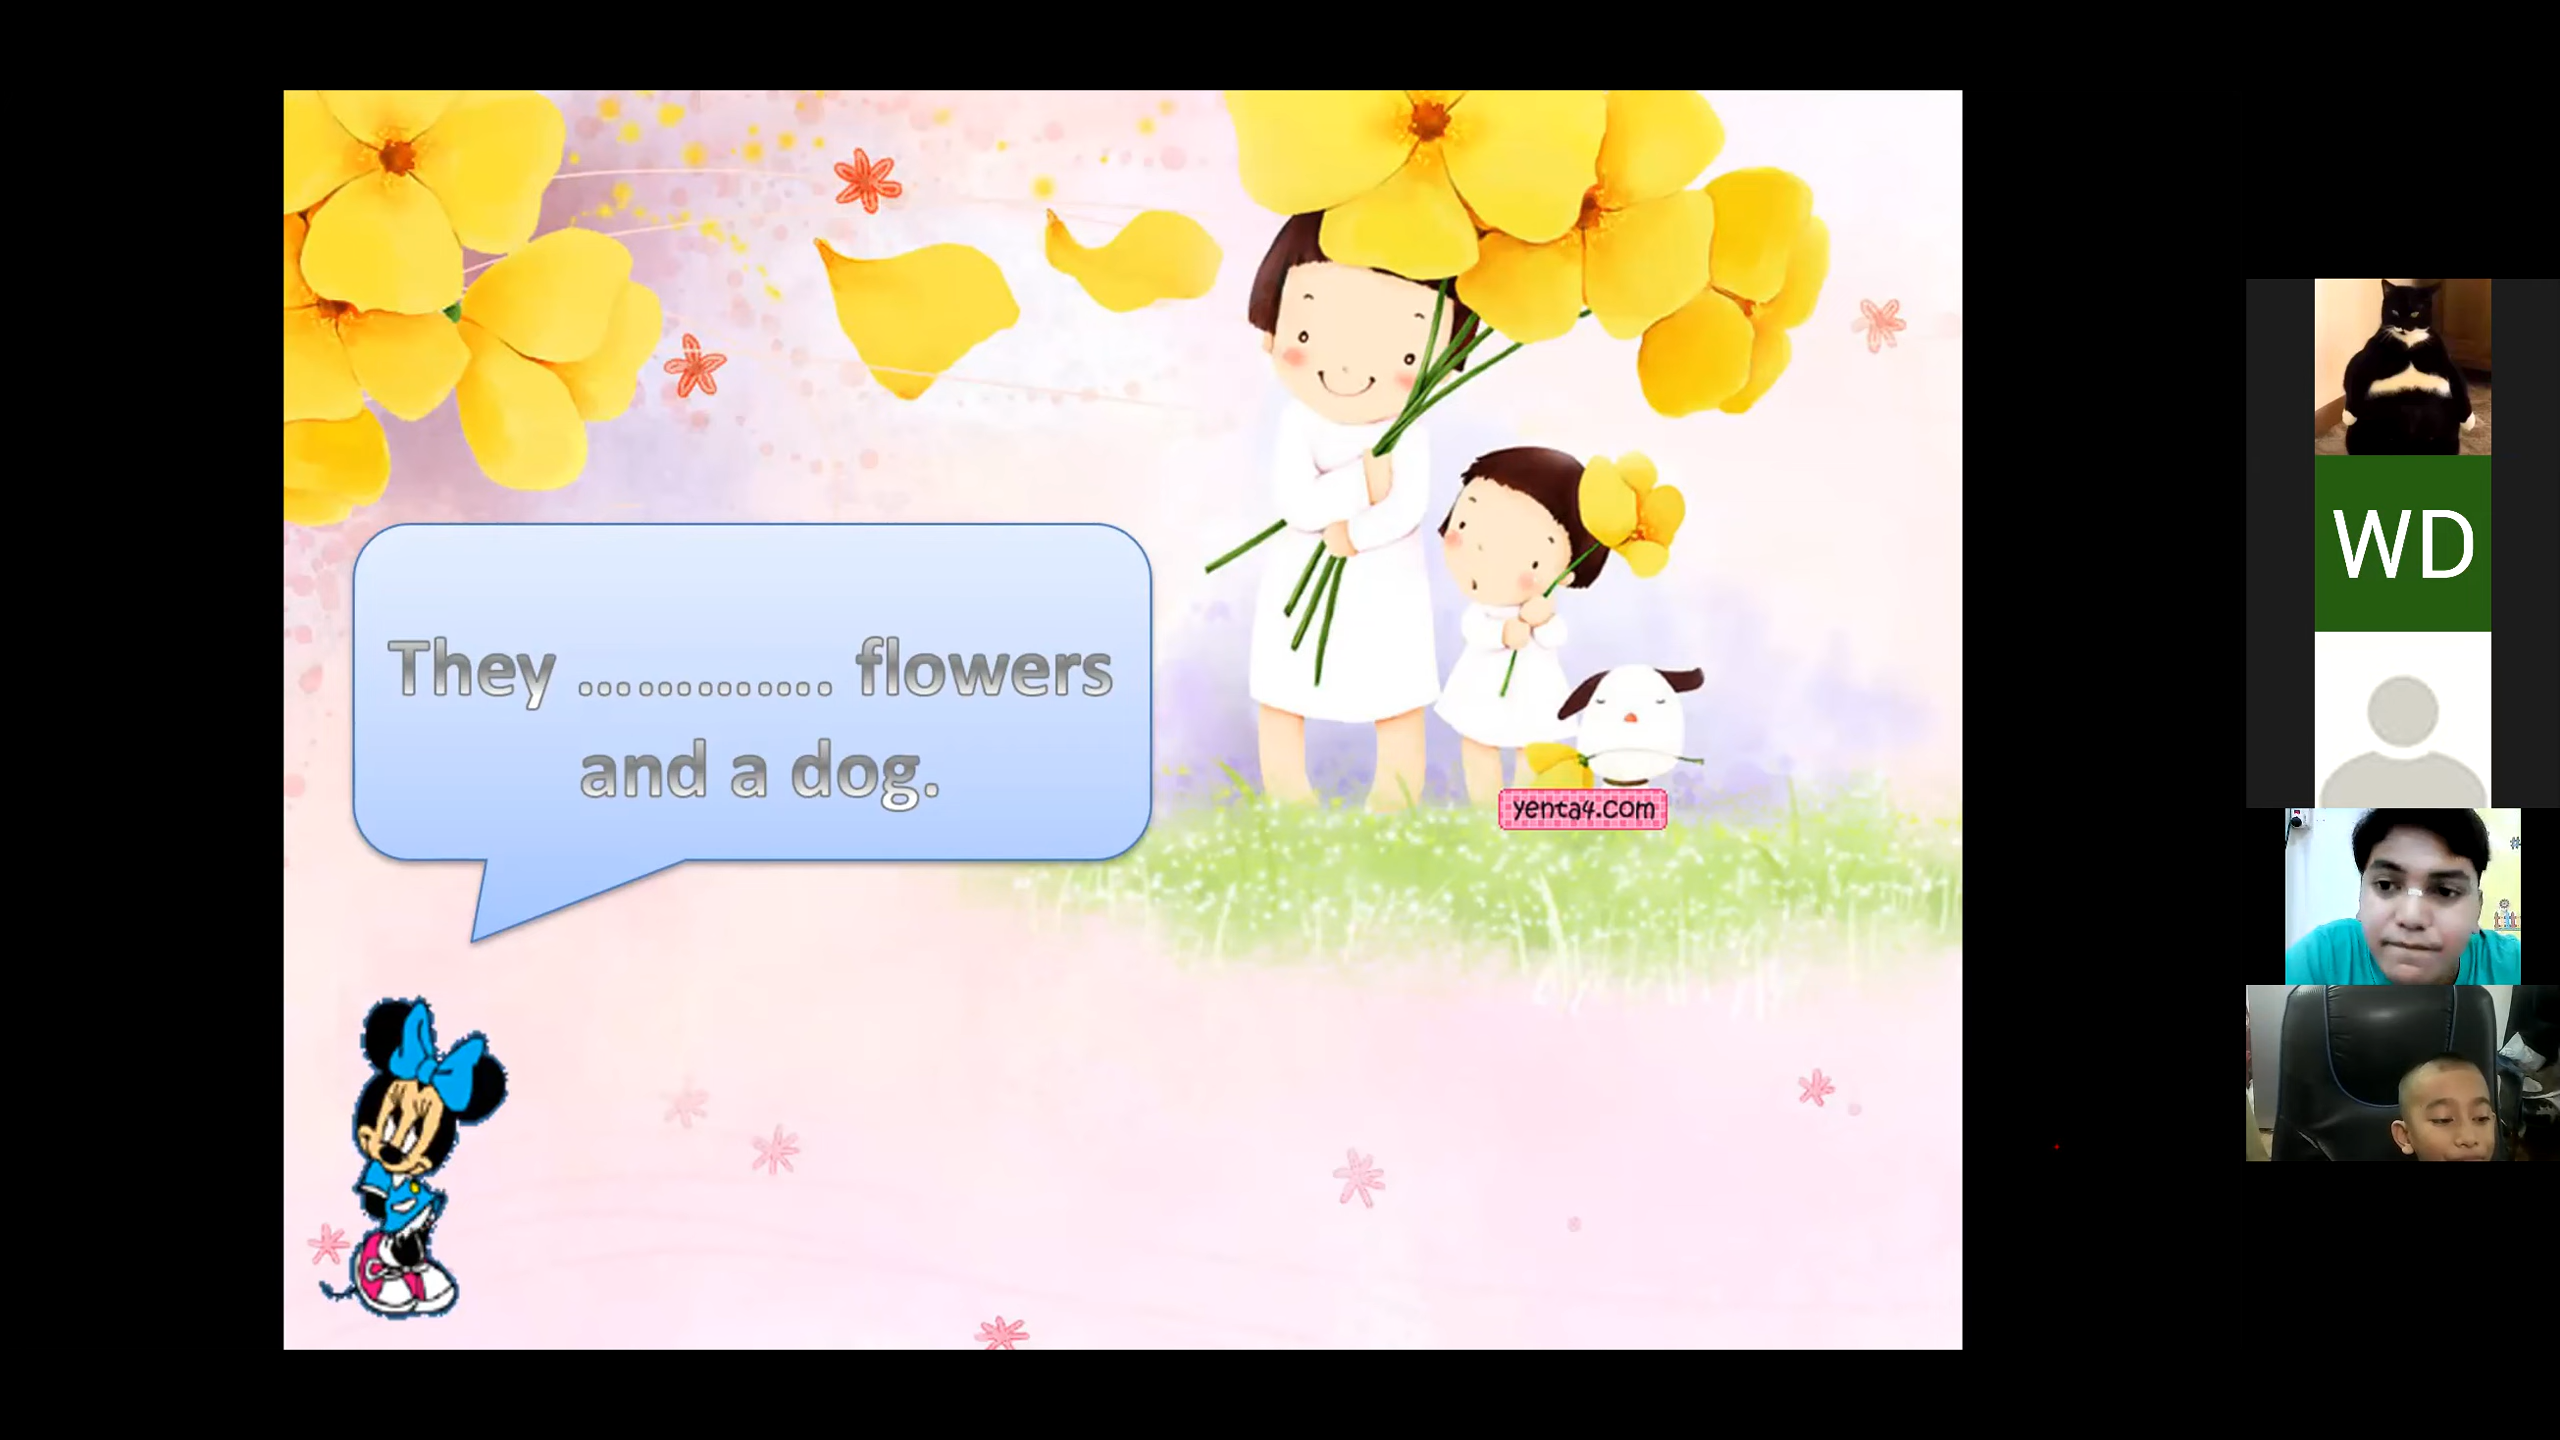 They ............. flowers
and a dog.
yenta4.com
WD